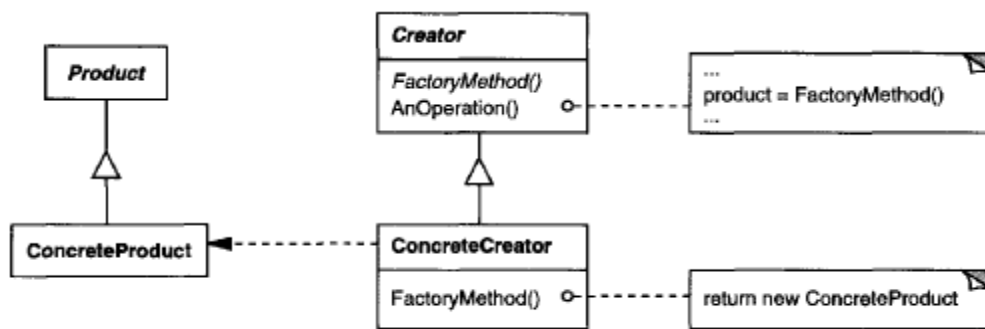 Product
ConcreteProduct
Creator
FactoryMethod()
AnOperation()
...
product = FactoryMethod()
...
ConcreteCreator
FactoryMethod()
return new ConcreteProduct